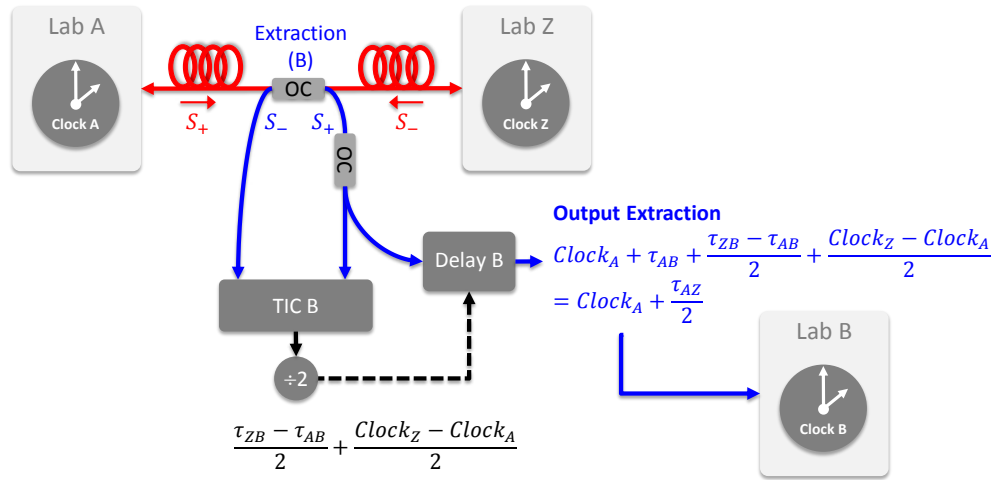 Lab A
Clock A
Extraction
(B)
OC
Lab Z
Clock Z
S₊
S₋
S₊
S₋
OC
Output Extraction
Clock_A + τ_AB + (τ_ZB − τ_AB)/2 + (Clock_Z − Clock_A)/2
= Clock_A + τ_AZ/2
Delay B
TIC B
÷2
(τ_ZB − τ_AB)/2 + (Clock_Z − Clock_A)/2
Lab B
Clock B